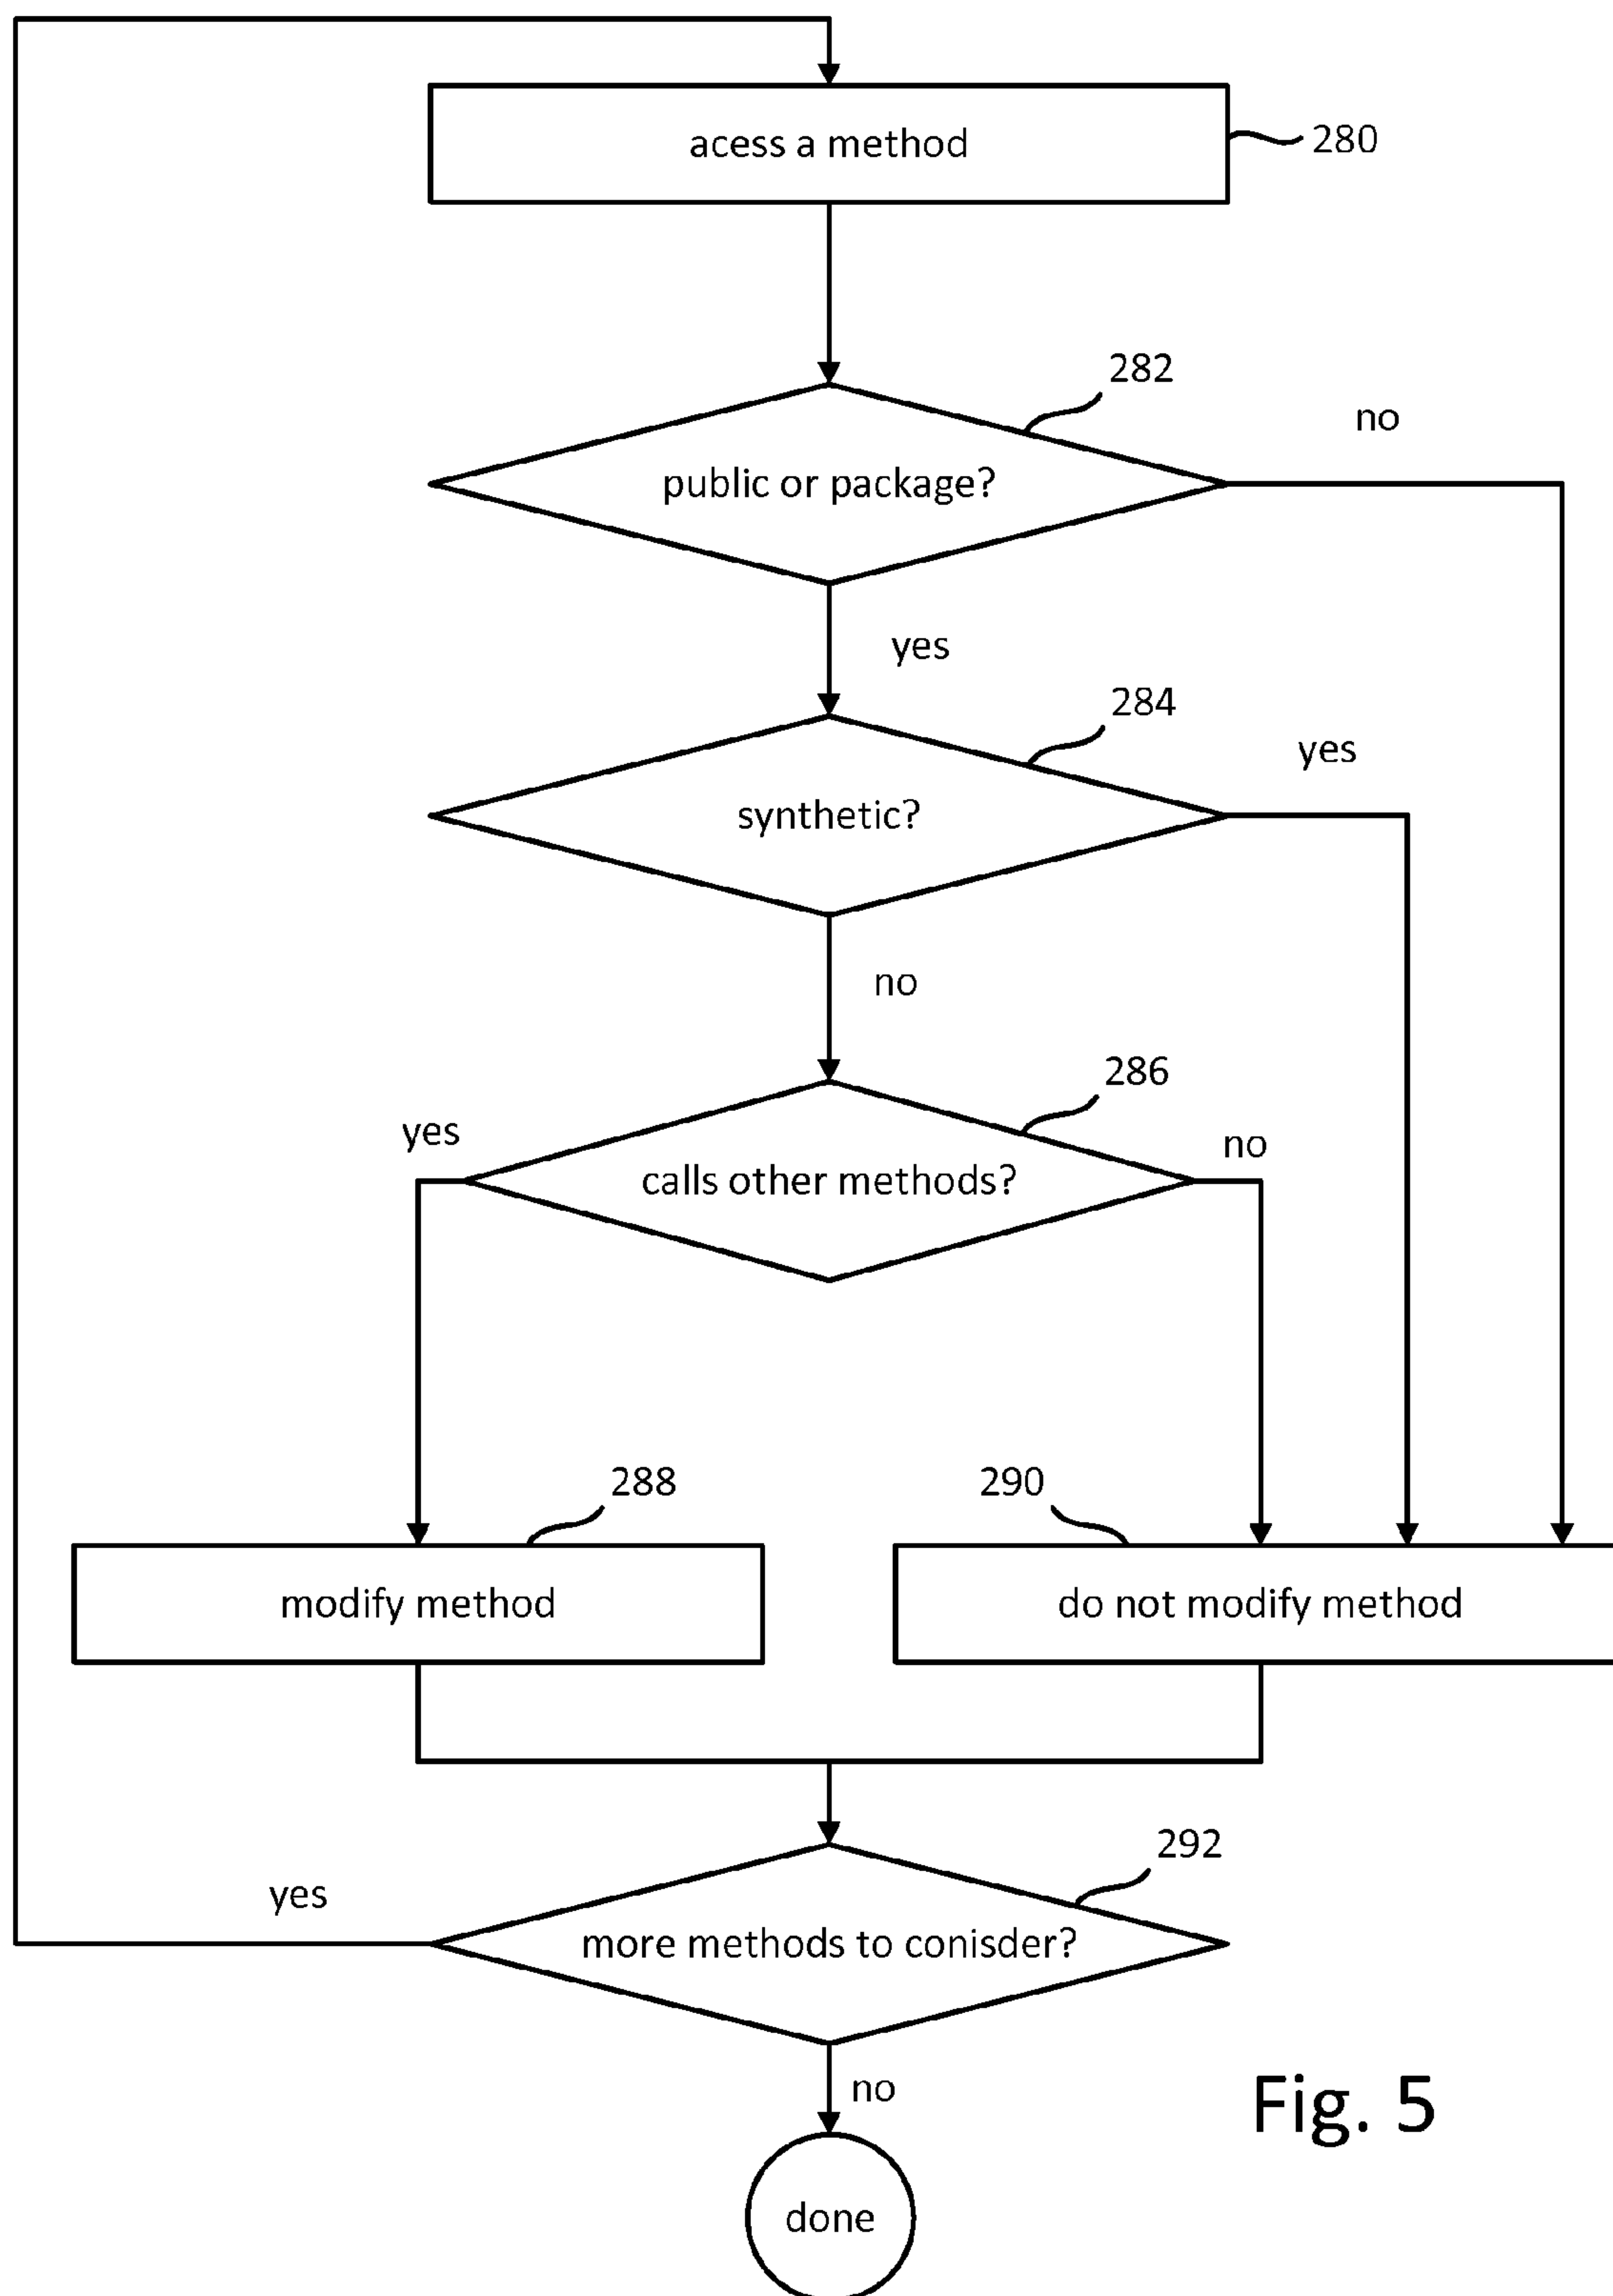 acess a method
280
282
no
public or package?
yes
284
yes
synthetic?
no
286
yes
no
calls other methods?
288
290
modify method
do not modify method
292
yes
more methods to conisder?
no
Fig. 5
done